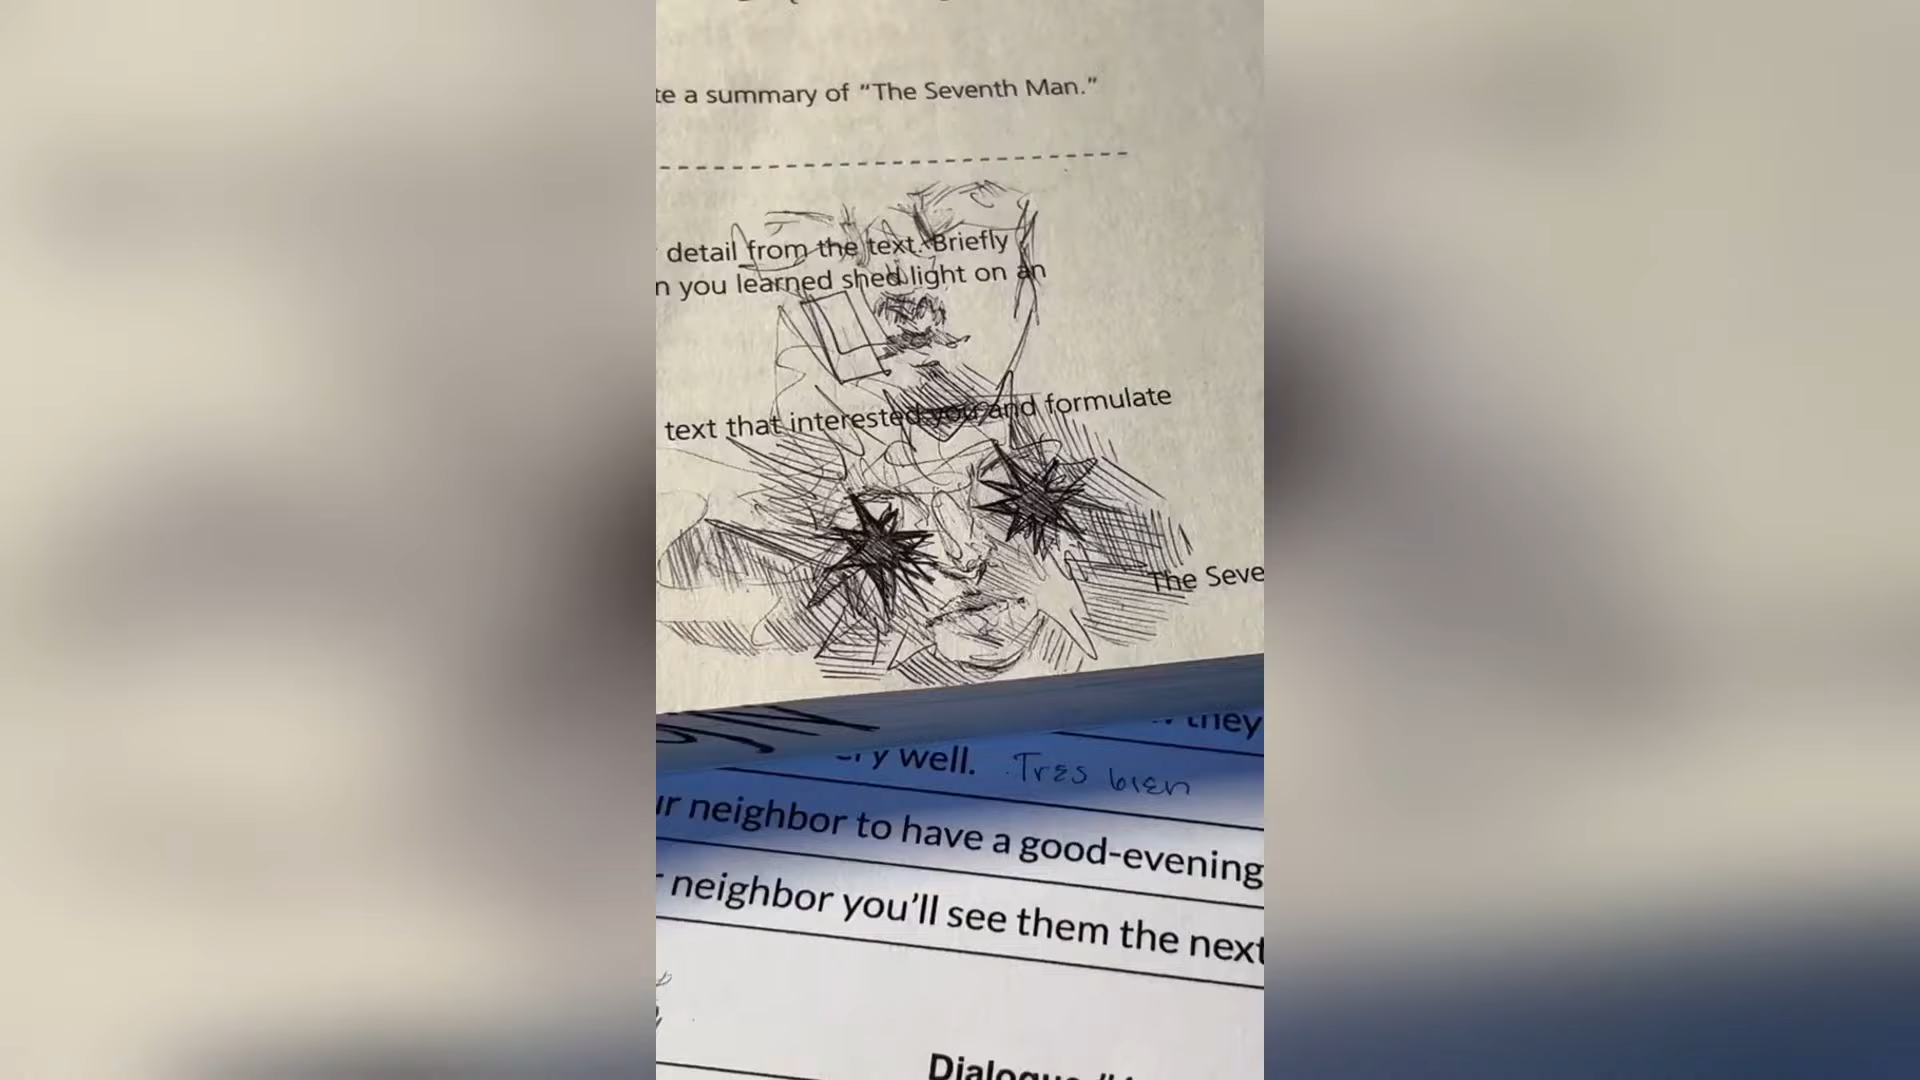 te a summary of “The Seventh Man.”
detail from the text. Briefly
n you learned shed light on an
text that interested you and formulate
The Seve
they
y well. Tres bien
ur neighbor to have a good-evening
neighbor you’ll see them the next
Dialogue